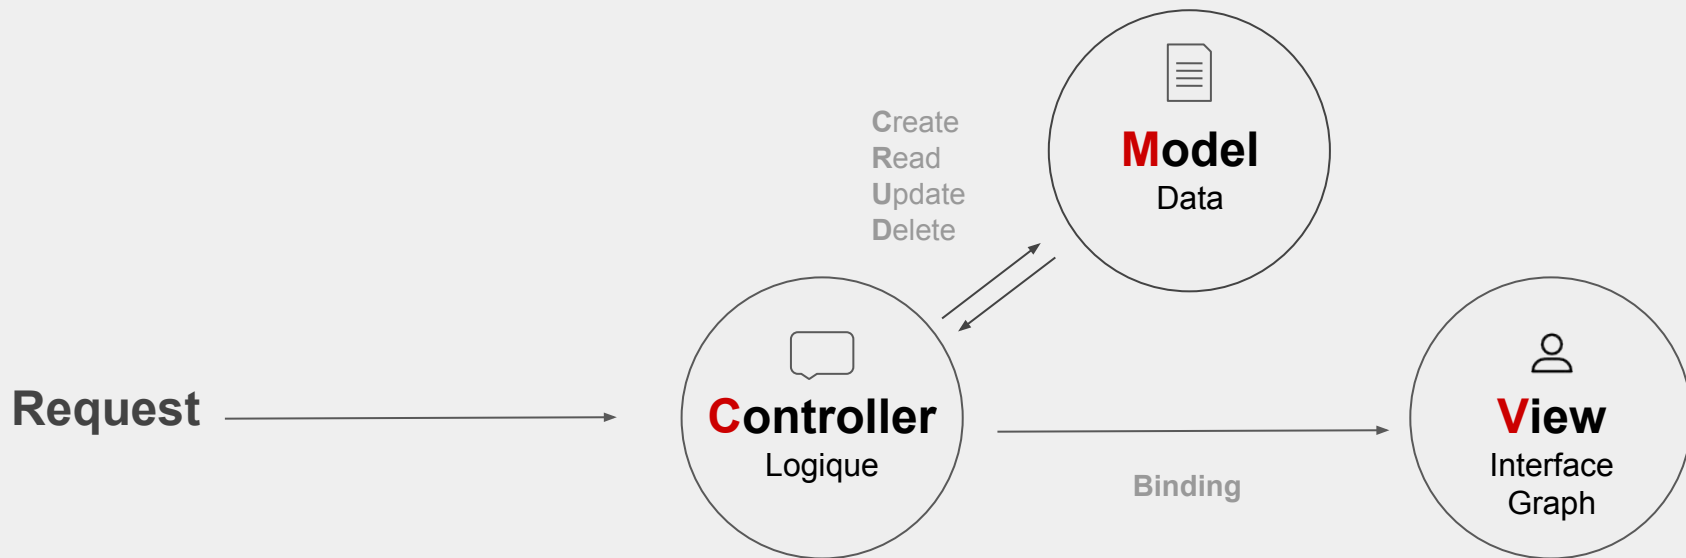 Create
Read
Update
Delete
Model
Data
Request
Controller
Logique
Binding
View
Interface
Graph